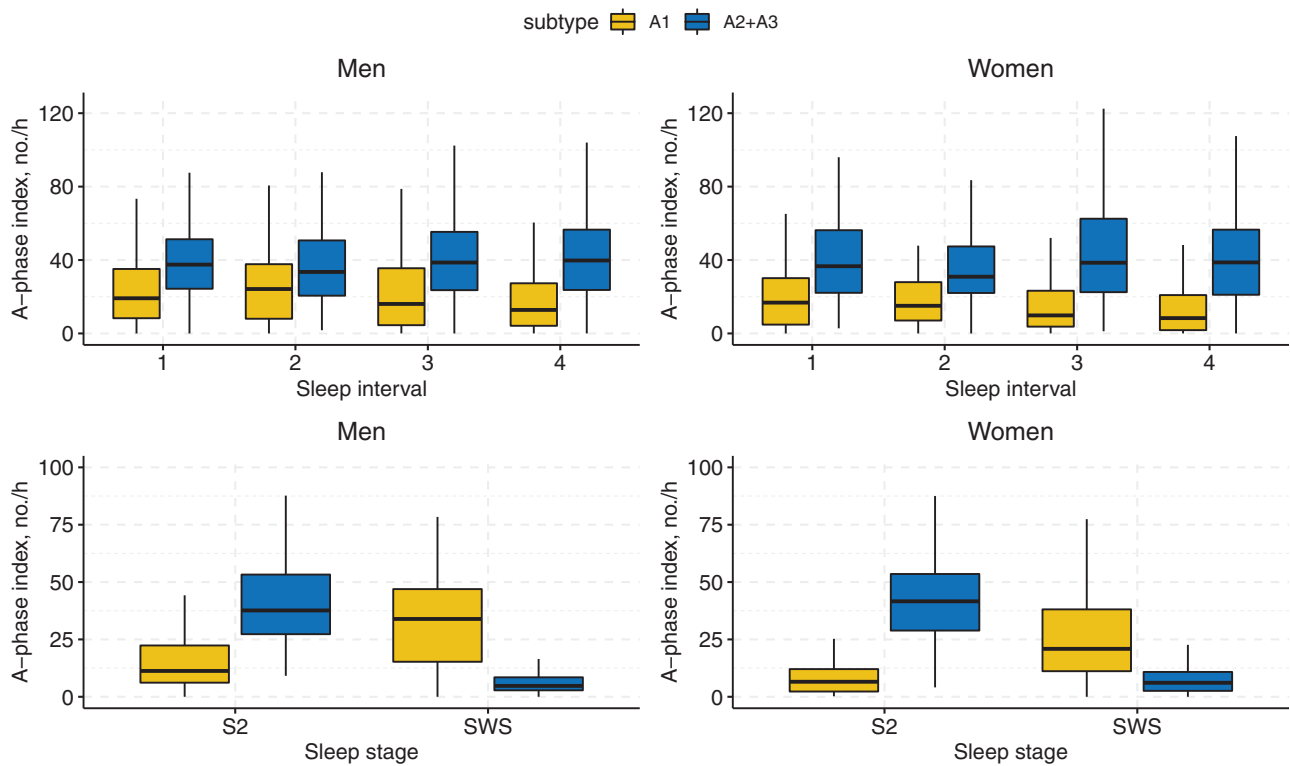 subtype A1 A2+A3
Men
Women
A−phase index, no./h
120
80
40
0
1 2 3 4
Sleep interval
A−phase index, no./h
120
80
40
0
1 2 3 4
Sleep interval
Men
Women
A−phase index, no./h
100
75
50
25
0
S2 SWS
Sleep stage
A−phase index, no./h
100
75
50
25
0
S2 SWS
Sleep stage